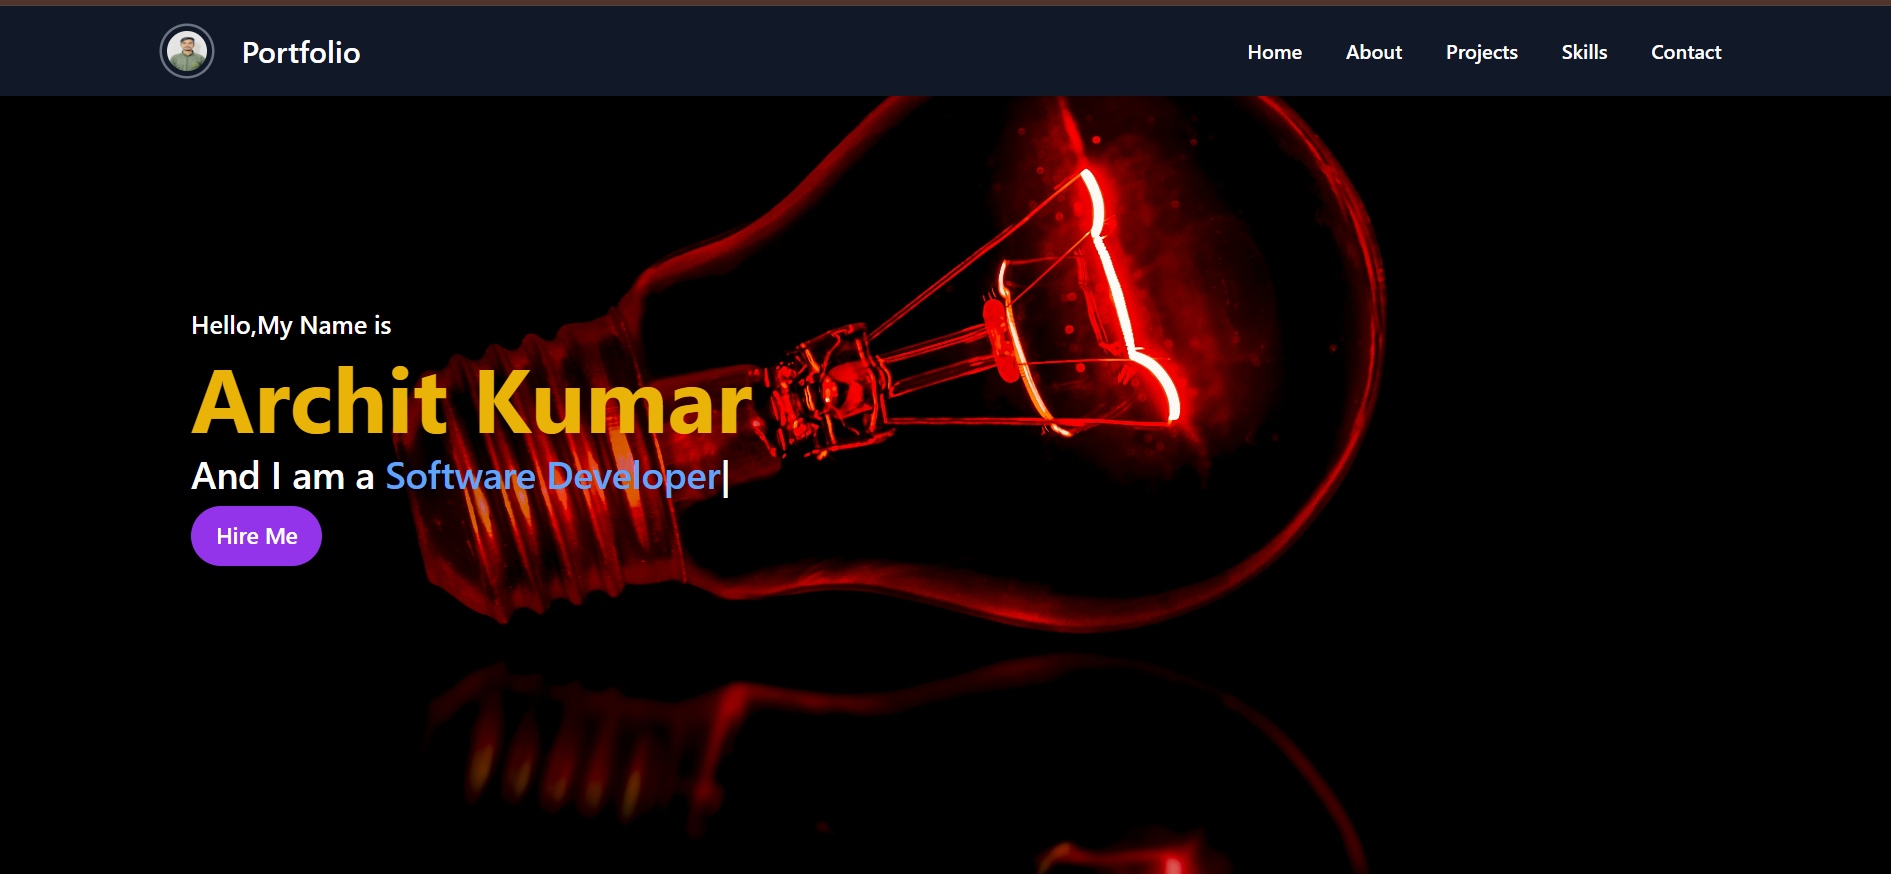 Portfolio
Home About Projects Skills Contact
Hello,My Name is
Archit Kumar
And I am a Software Developer|
Hire Me